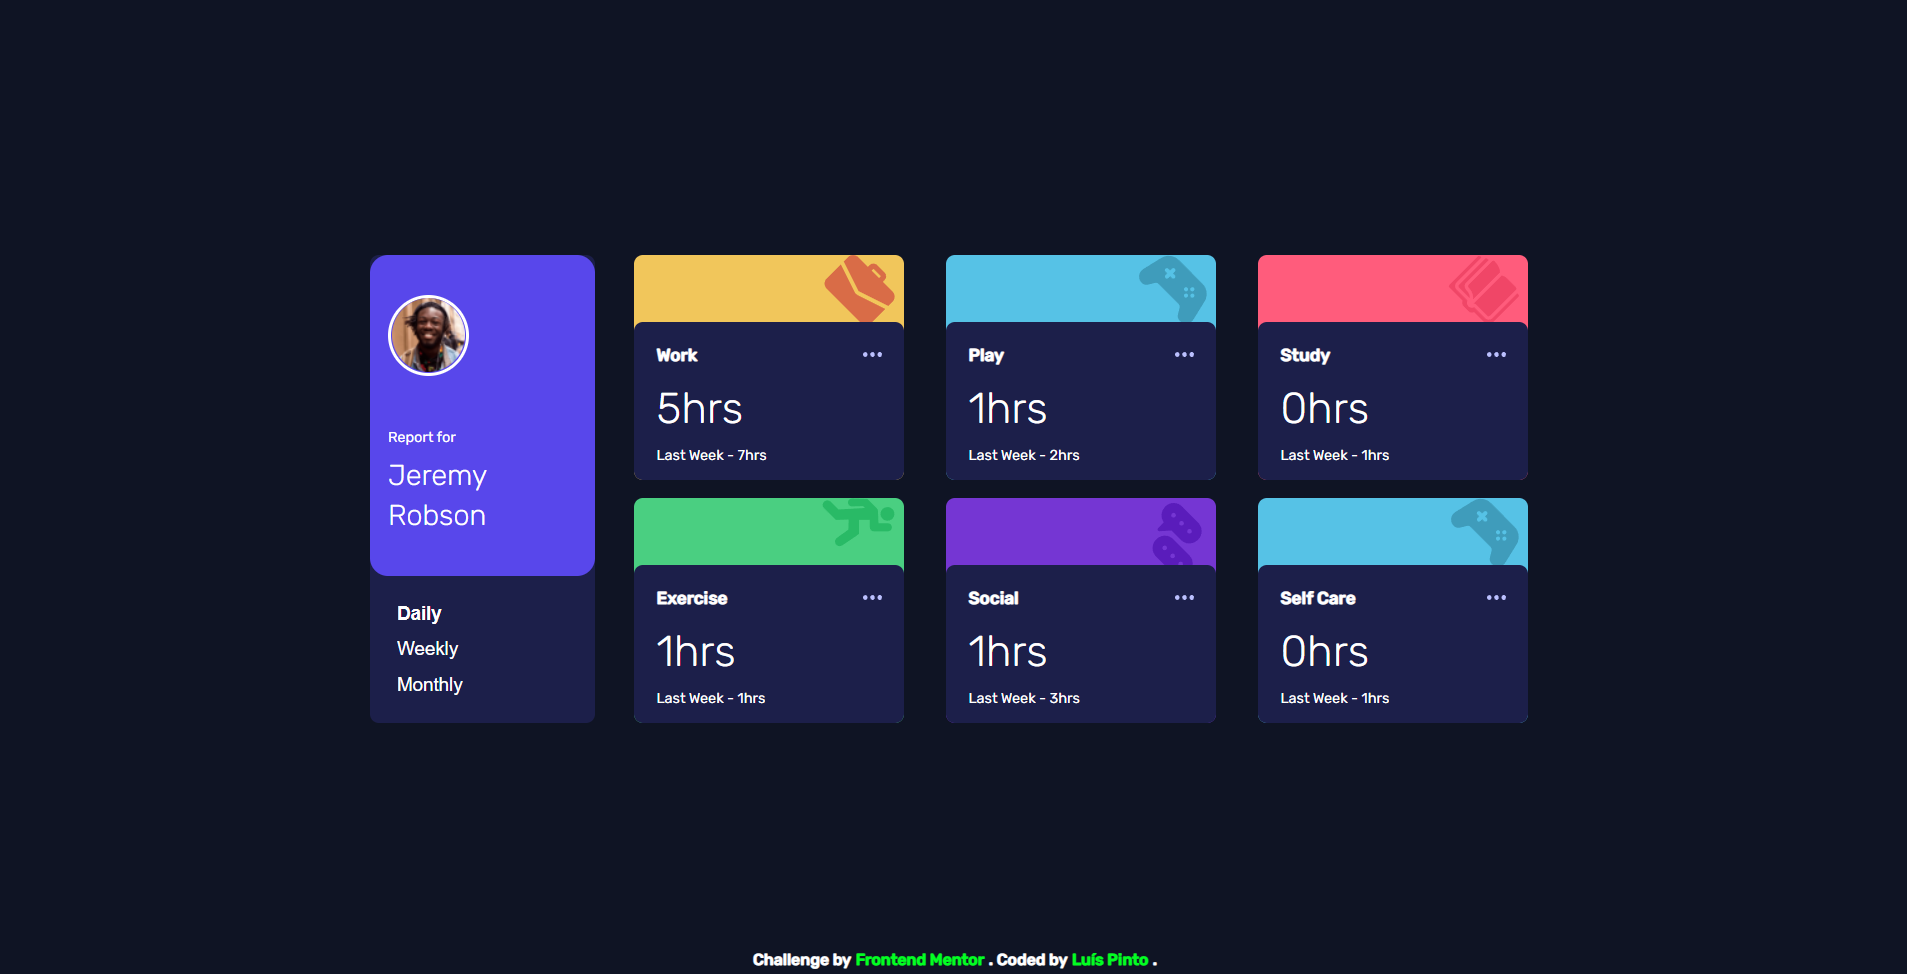 Report for
Jeremy
Robson
Daily
Weekly
Monthly
Work
5hrs
Last Week - 7hrs
Play
1hrs
Last Week - 2hrs
Study
0hrs
Last Week - 1hrs
Exercise
1hrs
Last Week - 1hrs
Social
1hrs
Last Week - 3hrs
Self Care
0hrs
Last Week - 1hrs
Challenge by Frontend Mentor . Coded by Luís Pinto .